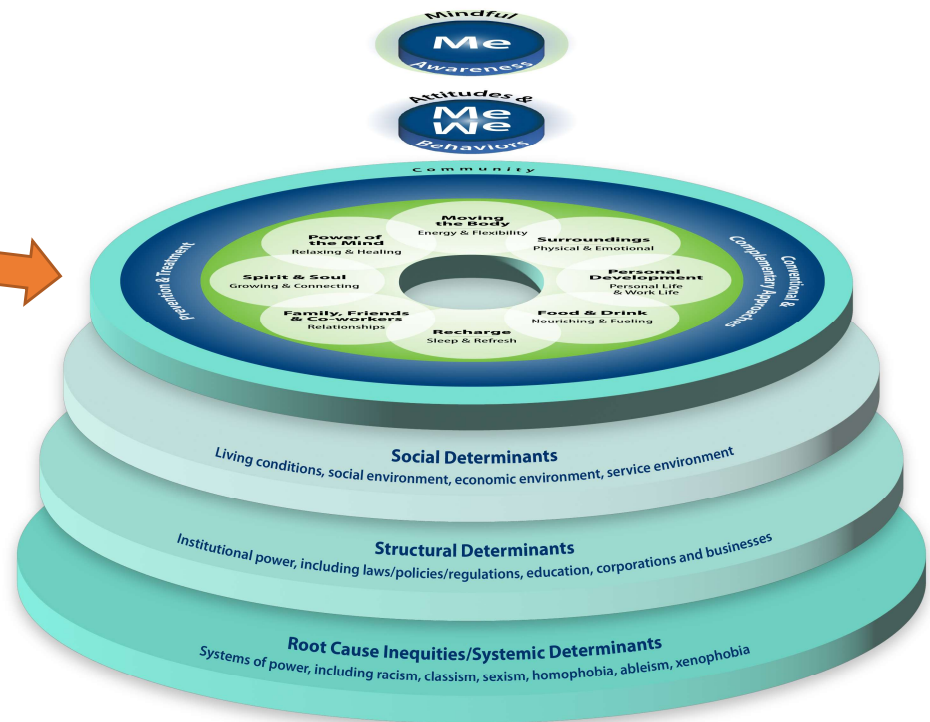 Mindful
Me
Awareness
Attitudes &
Me
We
Behaviors
Community
Prevention & Treatment
Conventional &
Complementary Approaches
Moving
the Body
Energy & Flexibility
Surroundings
Physical & Emotional
Personal
Development
Personal Life
& Work Life
Food & Drink
Nourishing & Fueling
Recharge
Sleep & Refresh
Family, Friends
& Co-workers
Relationships
Spirit & Soul
Growing & Connecting
Power of
the Mind
Relaxing & Healing
Social Determinants
Living conditions, social environment, economic environment, service environment
Structural Determinants
Institutional power, including laws/policies/regulations, education, corporations and businesses
Root Cause Inequities/Systemic Determinants
Systems of power, including racism, classism, sexism, homophobia, ableism, xenophobia